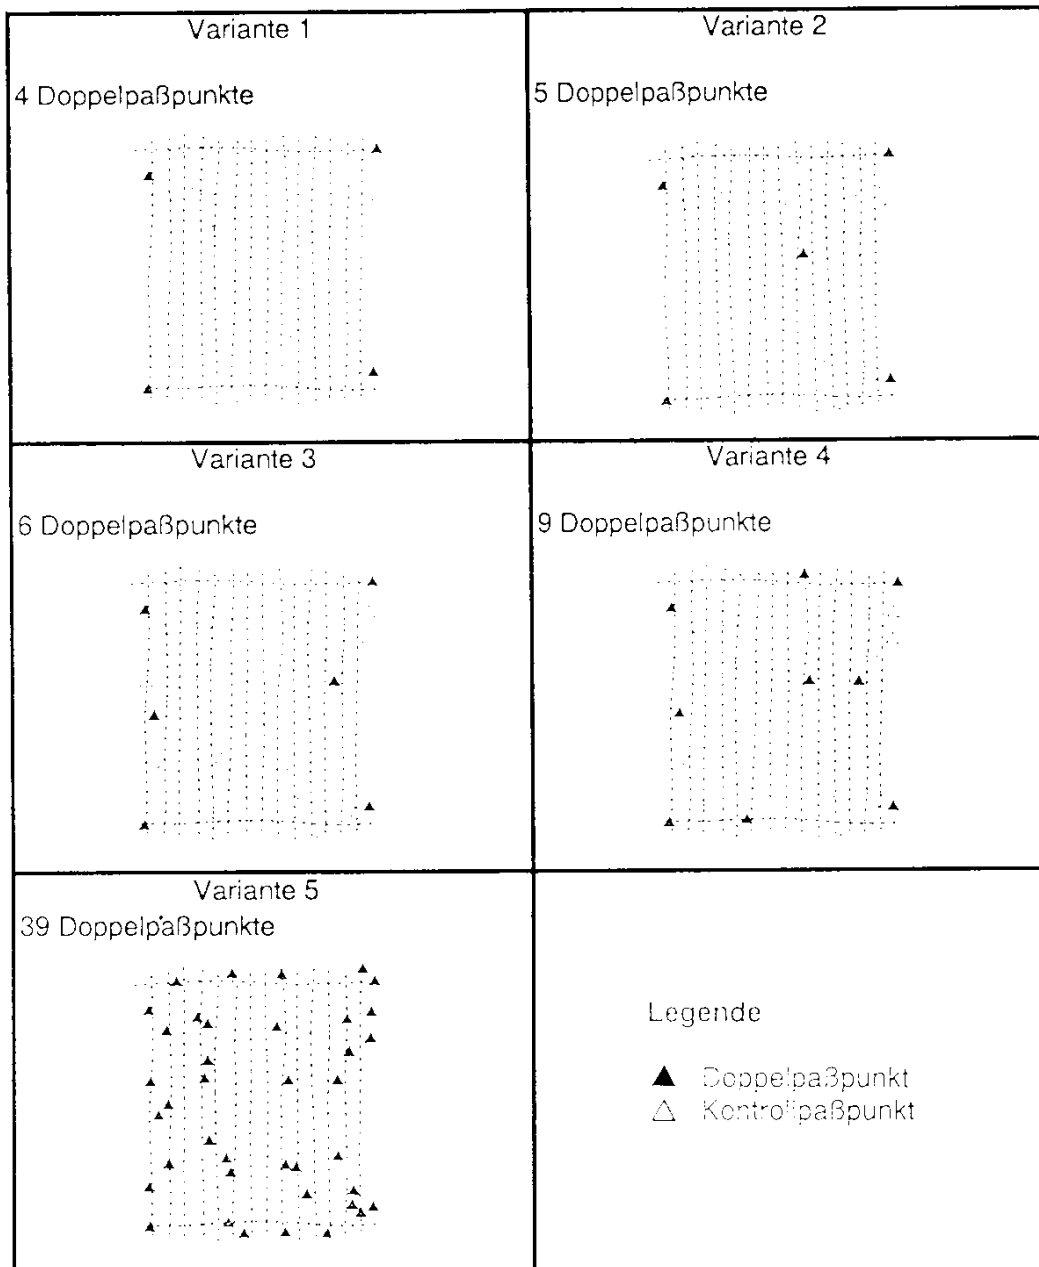 Variante 1
4 Doppelpaßpunkte
Variante 2
5 Doppelpaßpunkte
Variante 3
6 Doppelpaßpunkte
Variante 4
9 Doppelpaßpunkte
Variante 5
39 Doppelpaßpunkte
Legende
Doppelpaßpunkt
Kontrollpaßpunkt